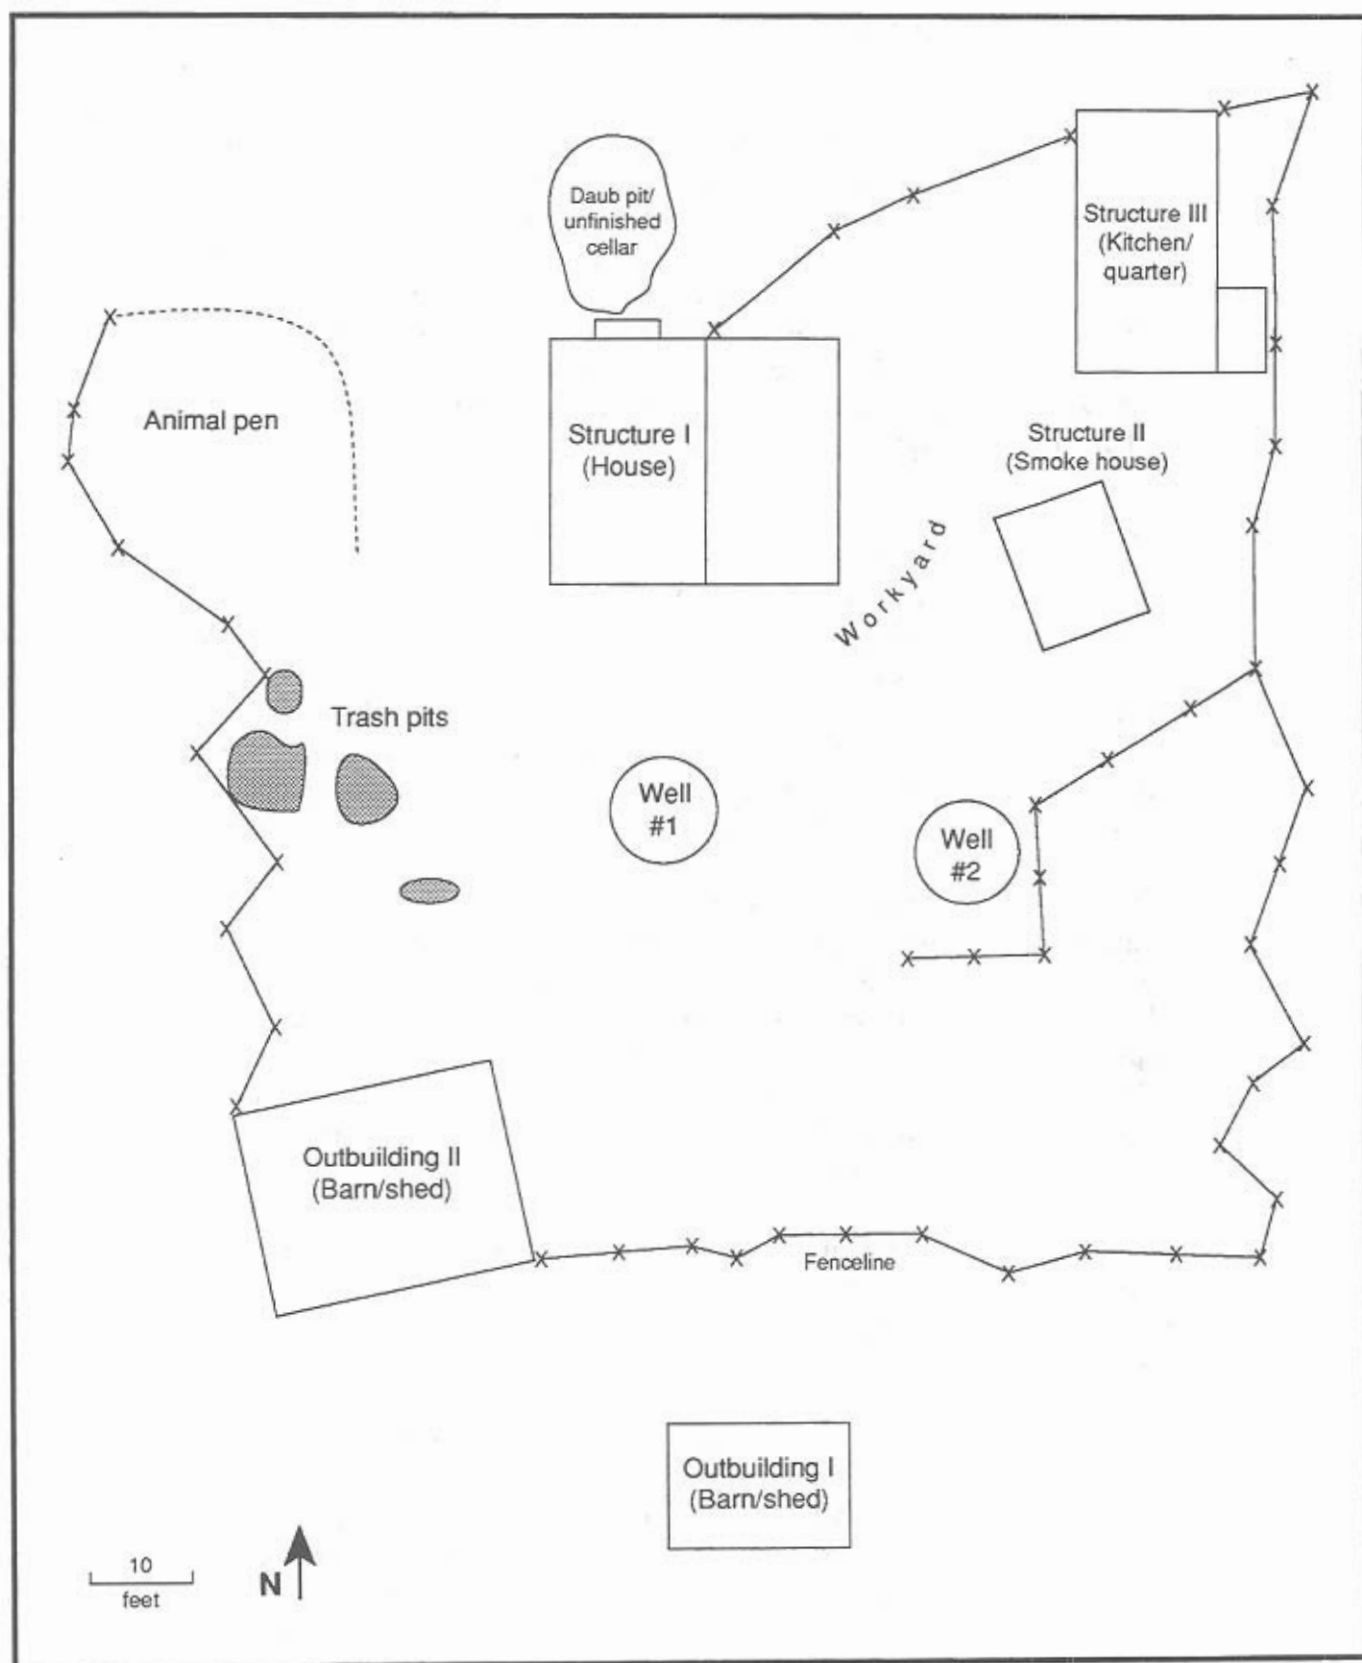 Daub pit/
unfinished
cellar
Structure III
(Kitchen/
quarter)
Animal pen
Structure I
(House)
Structure II
(Smoke house)
Workyard
Trash pits
Well
#1
Well
#2
Outbuilding II
(Barn/shed)
Fenceline
Outbuilding I
(Barn/shed)
10
feet
N